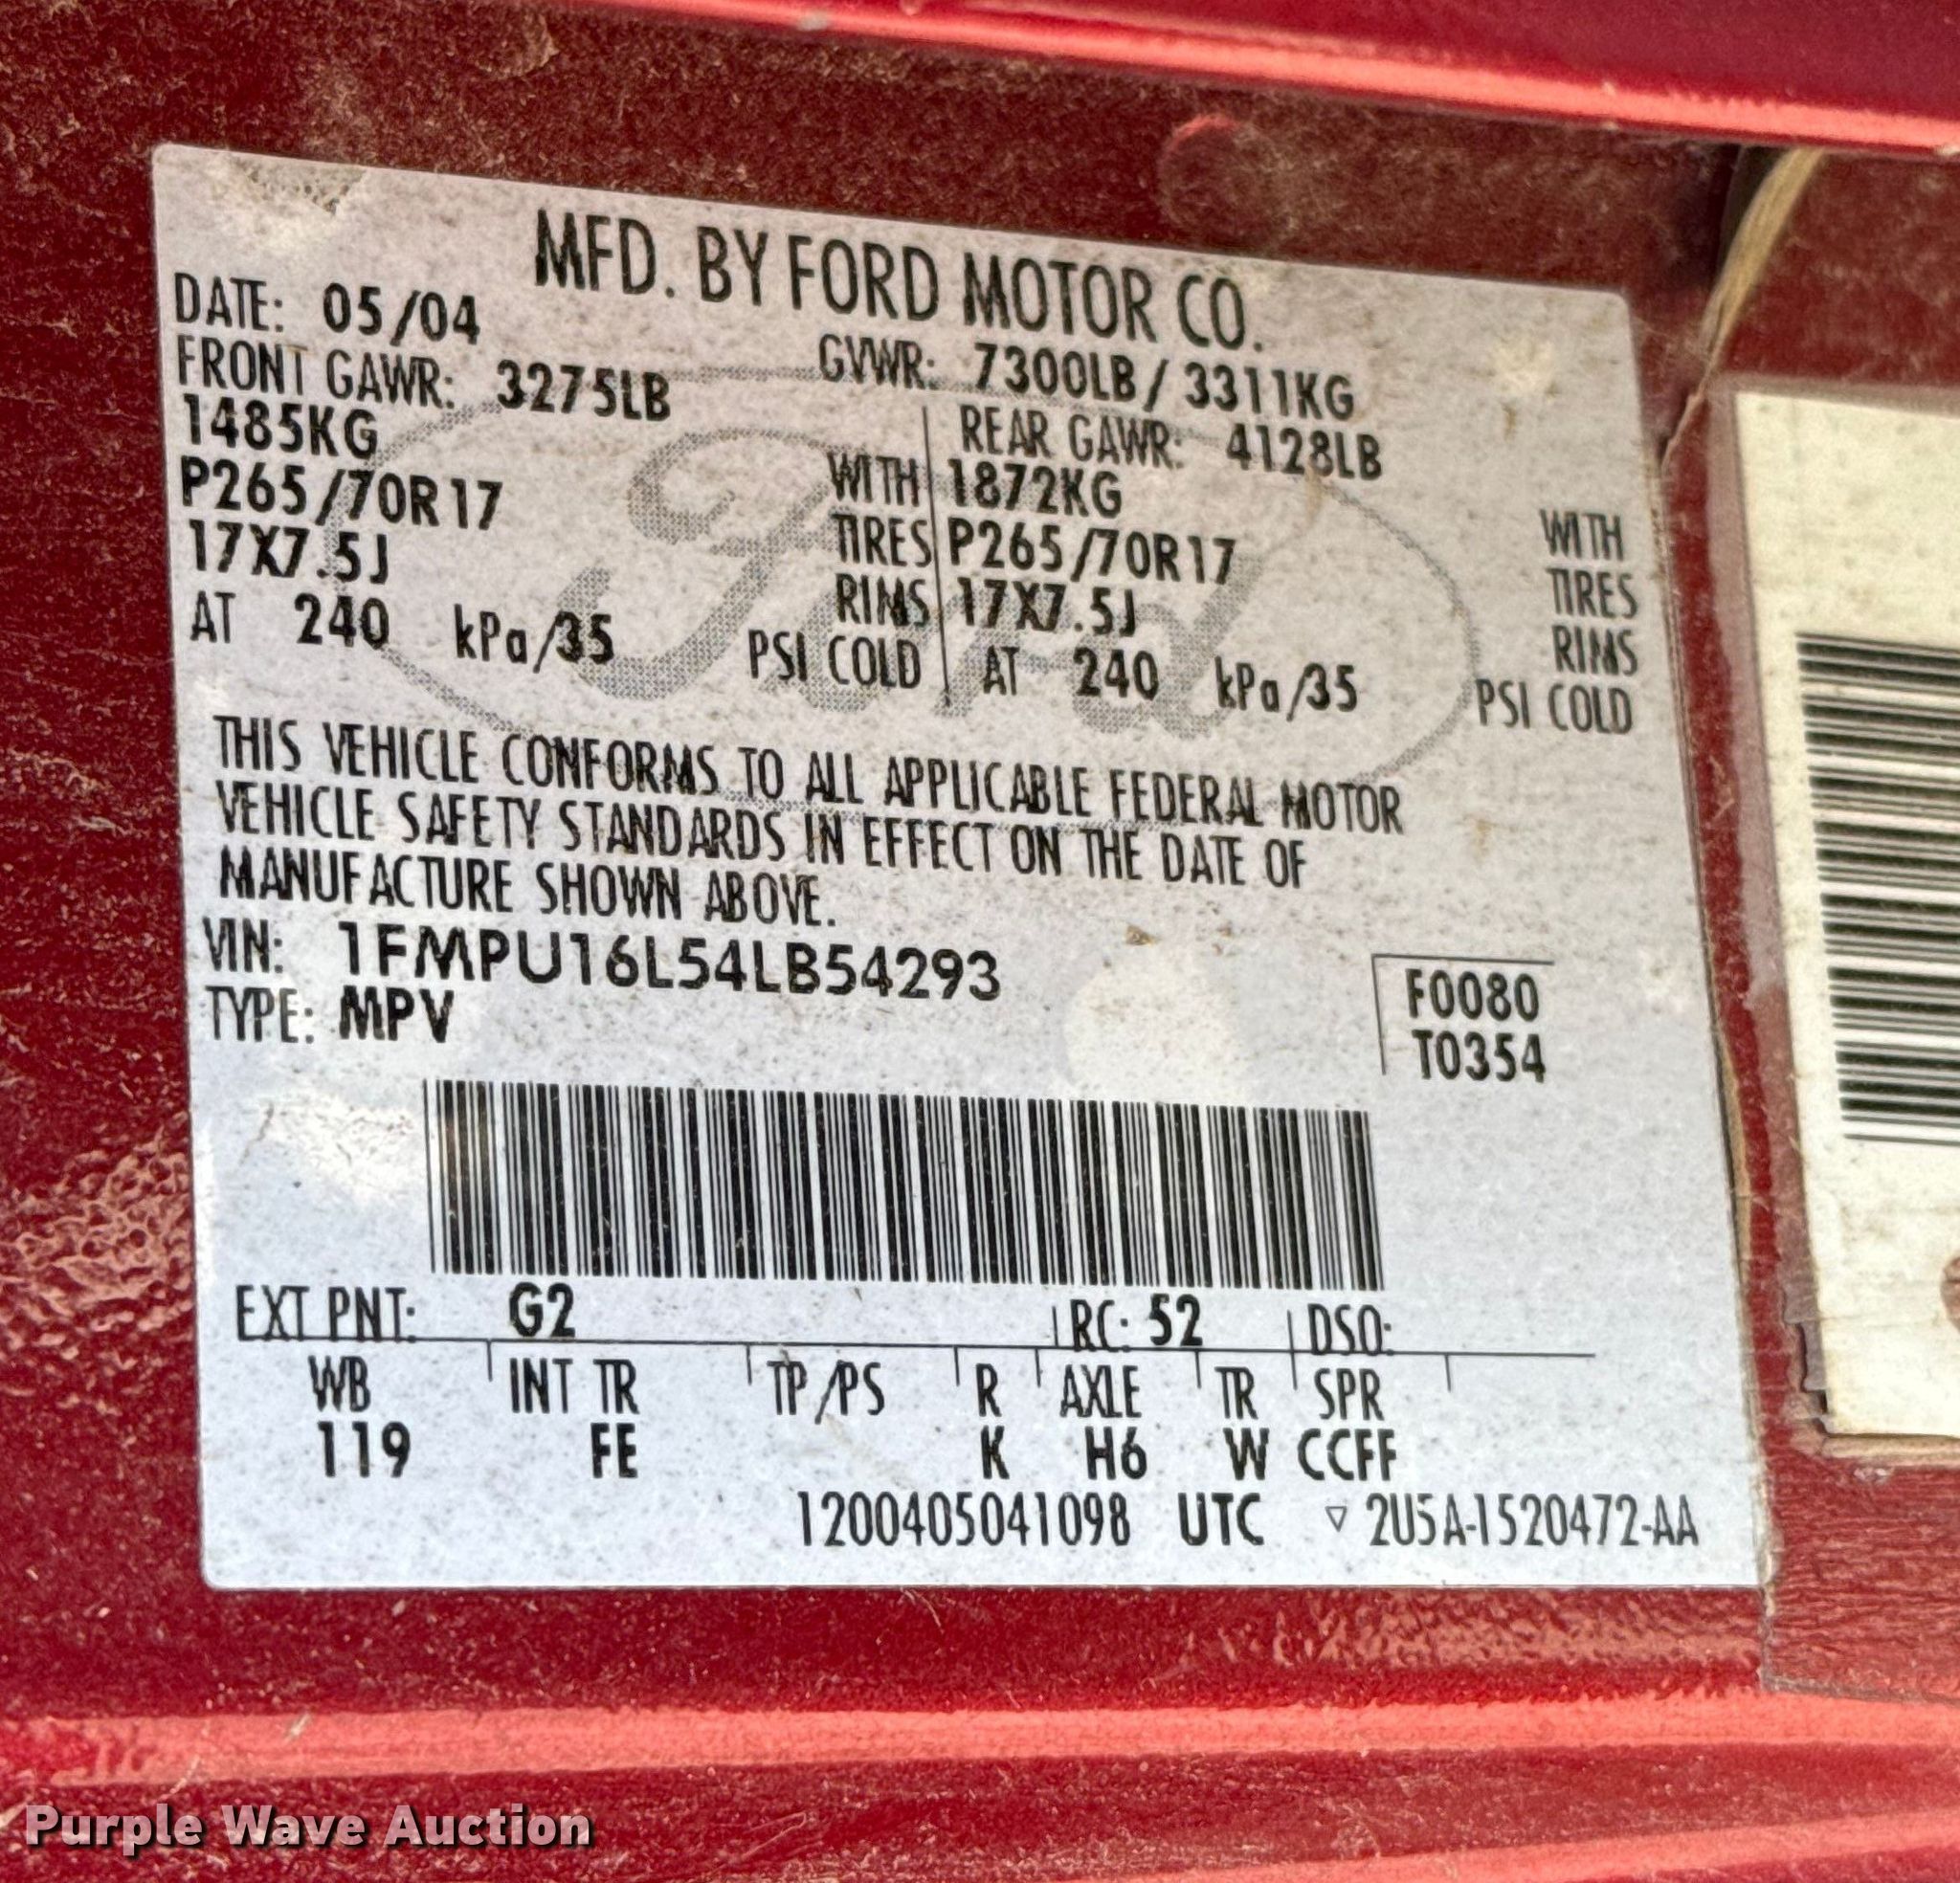 MFD. BY FORD MOTOR CO.
DATE: 05/04
GVWR: 7300LB / 3311KG
FRONT GAWR: 3275LB
REAR GAWR: 4128LB
1485KG WITH
1872KG WITH
P265/70R17 TIRES
P265/70R17 TIRES
17X7.5J RIMS
17X7.5J RIMS
AT 240 kPa/35 PSI COLD
AT 240 kPa/35 PSI COLD
Ford
THIS VEHICLE CONFORMS TO ALL APPLICABLE FEDERAL MOTOR
VEHICLE SAFETY STANDARDS IN EFFECT ON THE DATE OF
MANUFACTURE SHOWN ABOVE.
VIN: 1FMPU16L54LB54293
TYPE: MPV
F0080
T0354
EXT PNT: G2 RC: 52 DSO:
WB INT TR TP/PS R AXLE TR SPR
119 FE K H6 W CCFF
1200405041098 UTC ▽ 2U5A-1520472-AA
Purple Wave Auction